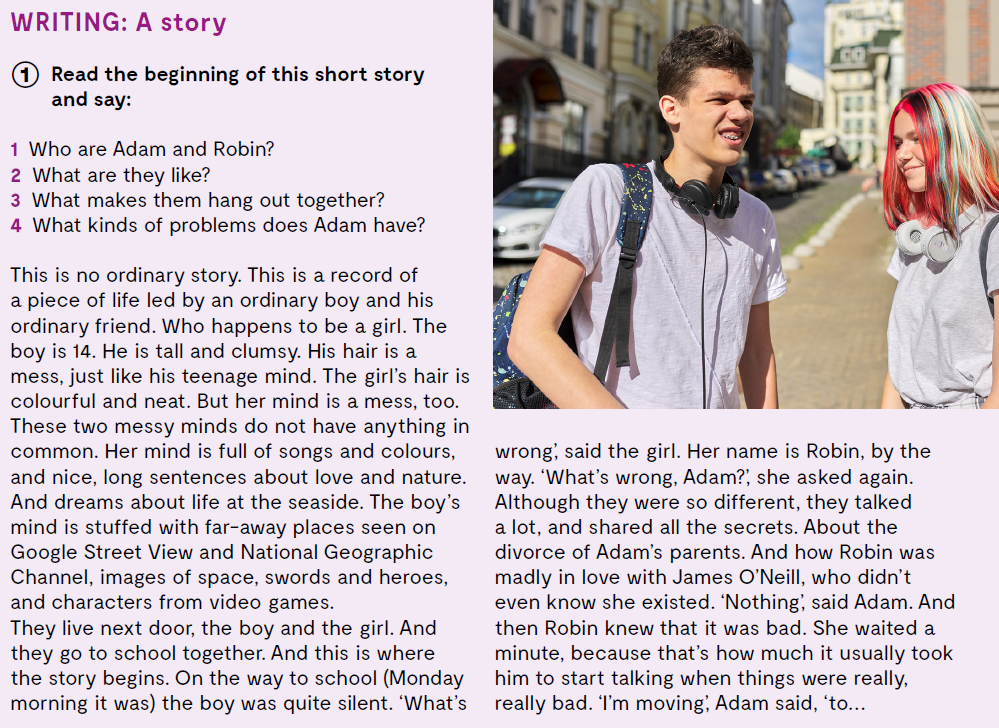 WRITING: A story
1 Read the beginning of this short story
and say:
1 Who are Adam and Robin?
2 What are they like?
3 What makes them hang out together?
4 What kinds of problems does Adam have?
This is no ordinary story. This is a record of
a piece of life led by an ordinary boy and his
ordinary friend. Who happens to be a girl. The
boy is 14. He is tall and clumsy. His hair is a
mess, just like his teenage mind. The girl’s hair is
colourful and neat. But her mind is a mess, too.
These two messy minds do not have anything in
common. Her mind is full of songs and colours,
and nice, long sentences about love and nature.
And dreams about life at the seaside. The boy’s
mind is stuffed with far-away places seen on
Google Street View and National Geographic
Channel, images of space, swords and heroes,
and characters from video games.
They live next door, the boy and the girl. And
they go to school together. And this is where
the story begins. On the way to school (Monday
morning it was) the boy was quite silent. ‘What’s
wrong’, said the girl. Her name is Robin, by the
way. ‘What’s wrong, Adam?’, she asked again.
Although they were so different, they talked
a lot, and shared all the secrets. About the
divorce of Adam’s parents. And how Robin was
madly in love with James O’Neill, who didn’t
even know she existed. ‘Nothing’, said Adam. And
then Robin knew that it was bad. She waited a
minute, because that’s how much it usually took
him to start talking when things were really,
really bad. ‘I’m moving’, Adam said, ‘to...